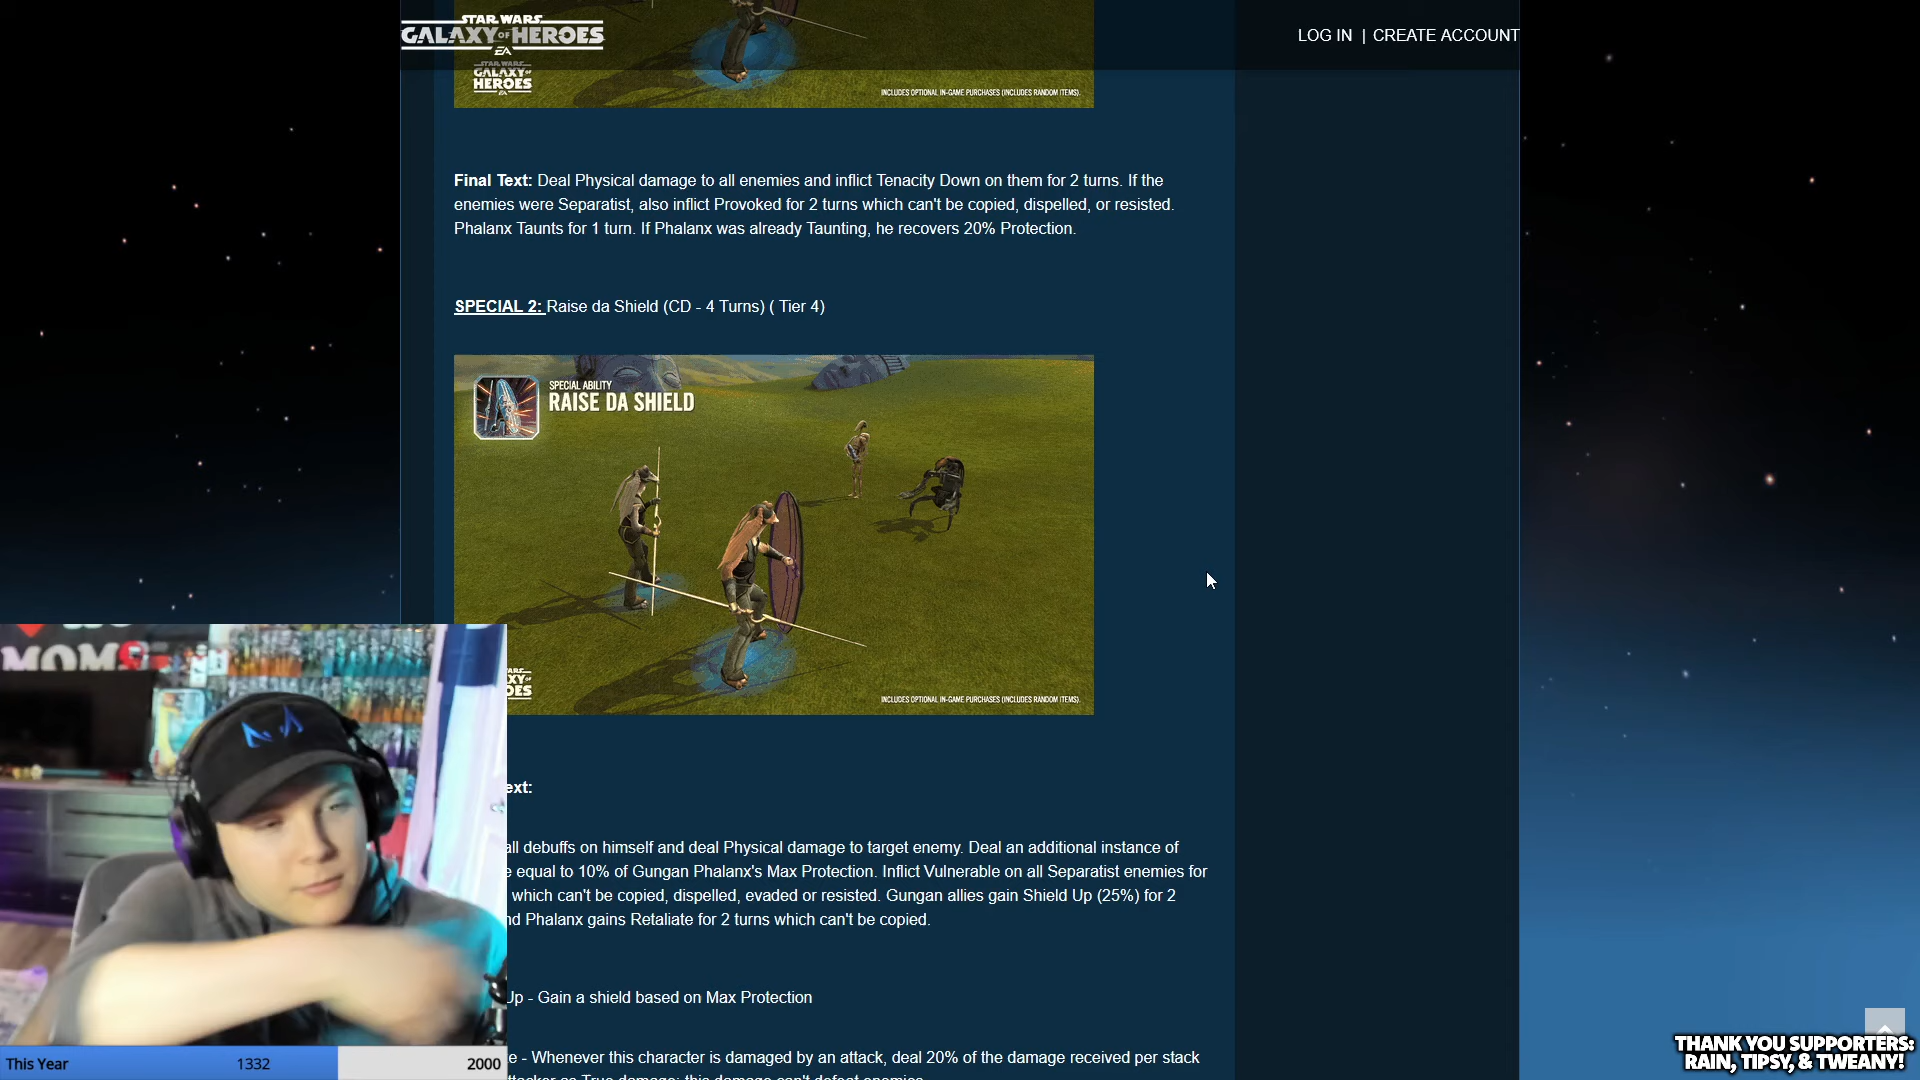 STAR WARS
GALAXY OF HEROES
EA
LOG IN | CREATE ACCOUNT
STAR WARS
GALAXY OF
HEROES
EA
INCLUDES OPTIONAL IN-GAME PURCHASES (INCLUDES RANDOM ITEMS).
Final Text: Deal Physical damage to all enemies and inflict Tenacity Down on them for 2 turns. If the
enemies were Separatist, also inflict Provoked for 2 turns which can't be copied, dispelled, or resisted.
Phalanx Taunts for 1 turn. If Phalanx was already Taunting, he recovers 20% Protection.
SPECIAL 2: Raise da Shield (CD - 4 Turns) ( Tier 4)
SPECIAL ABILITY
RAISE DA SHIELD
INCLUDES OPTIONAL IN-GAME PURCHASES (INCLUDES RANDOM ITEMS).
ext:
all debuffs on himself and deal Physical damage to target enemy. Deal an additional instance of
e equal to 10% of Gungan Phalanx's Max Protection. Inflict Vulnerable on all Separatist enemies for
which can't be copied, dispelled, evaded or resisted. Gungan allies gain Shield Up (25%) for 2
nd Phalanx gains Retaliate for 2 turns which can't be copied.
Up - Gain a shield based on Max Protection
e - Whenever this character is damaged by an attack, deal 20% of the damage received per stack
MOMS
This Year 1332 2000
THANK YOU SUPPORTERS:
RAIN, TIPSY, & TWEANY!